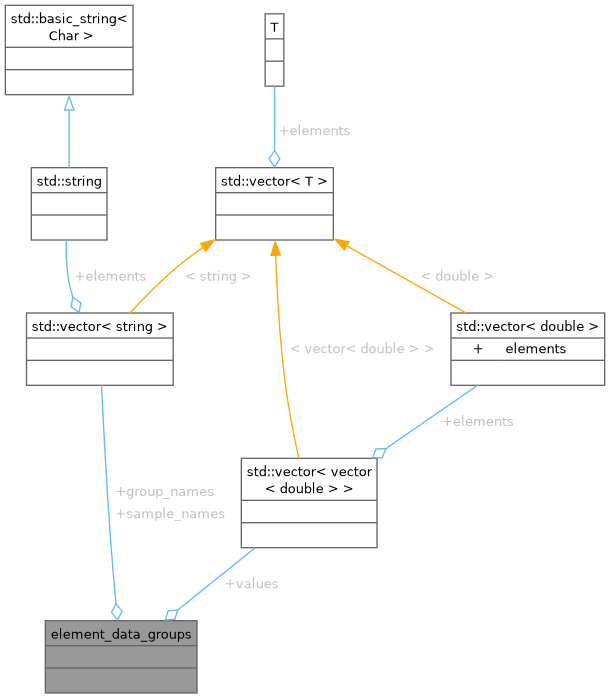 std::basic_string<
Char >
T
+elements
std::string
std::vector< T >
+elements
< string >
< double >
std::vector< string >
< vector< double > >
std::vector< double >
+ elements
+elements
std::vector< vector
< double > >
+group_names
+sample_names
+values
element_data_groups